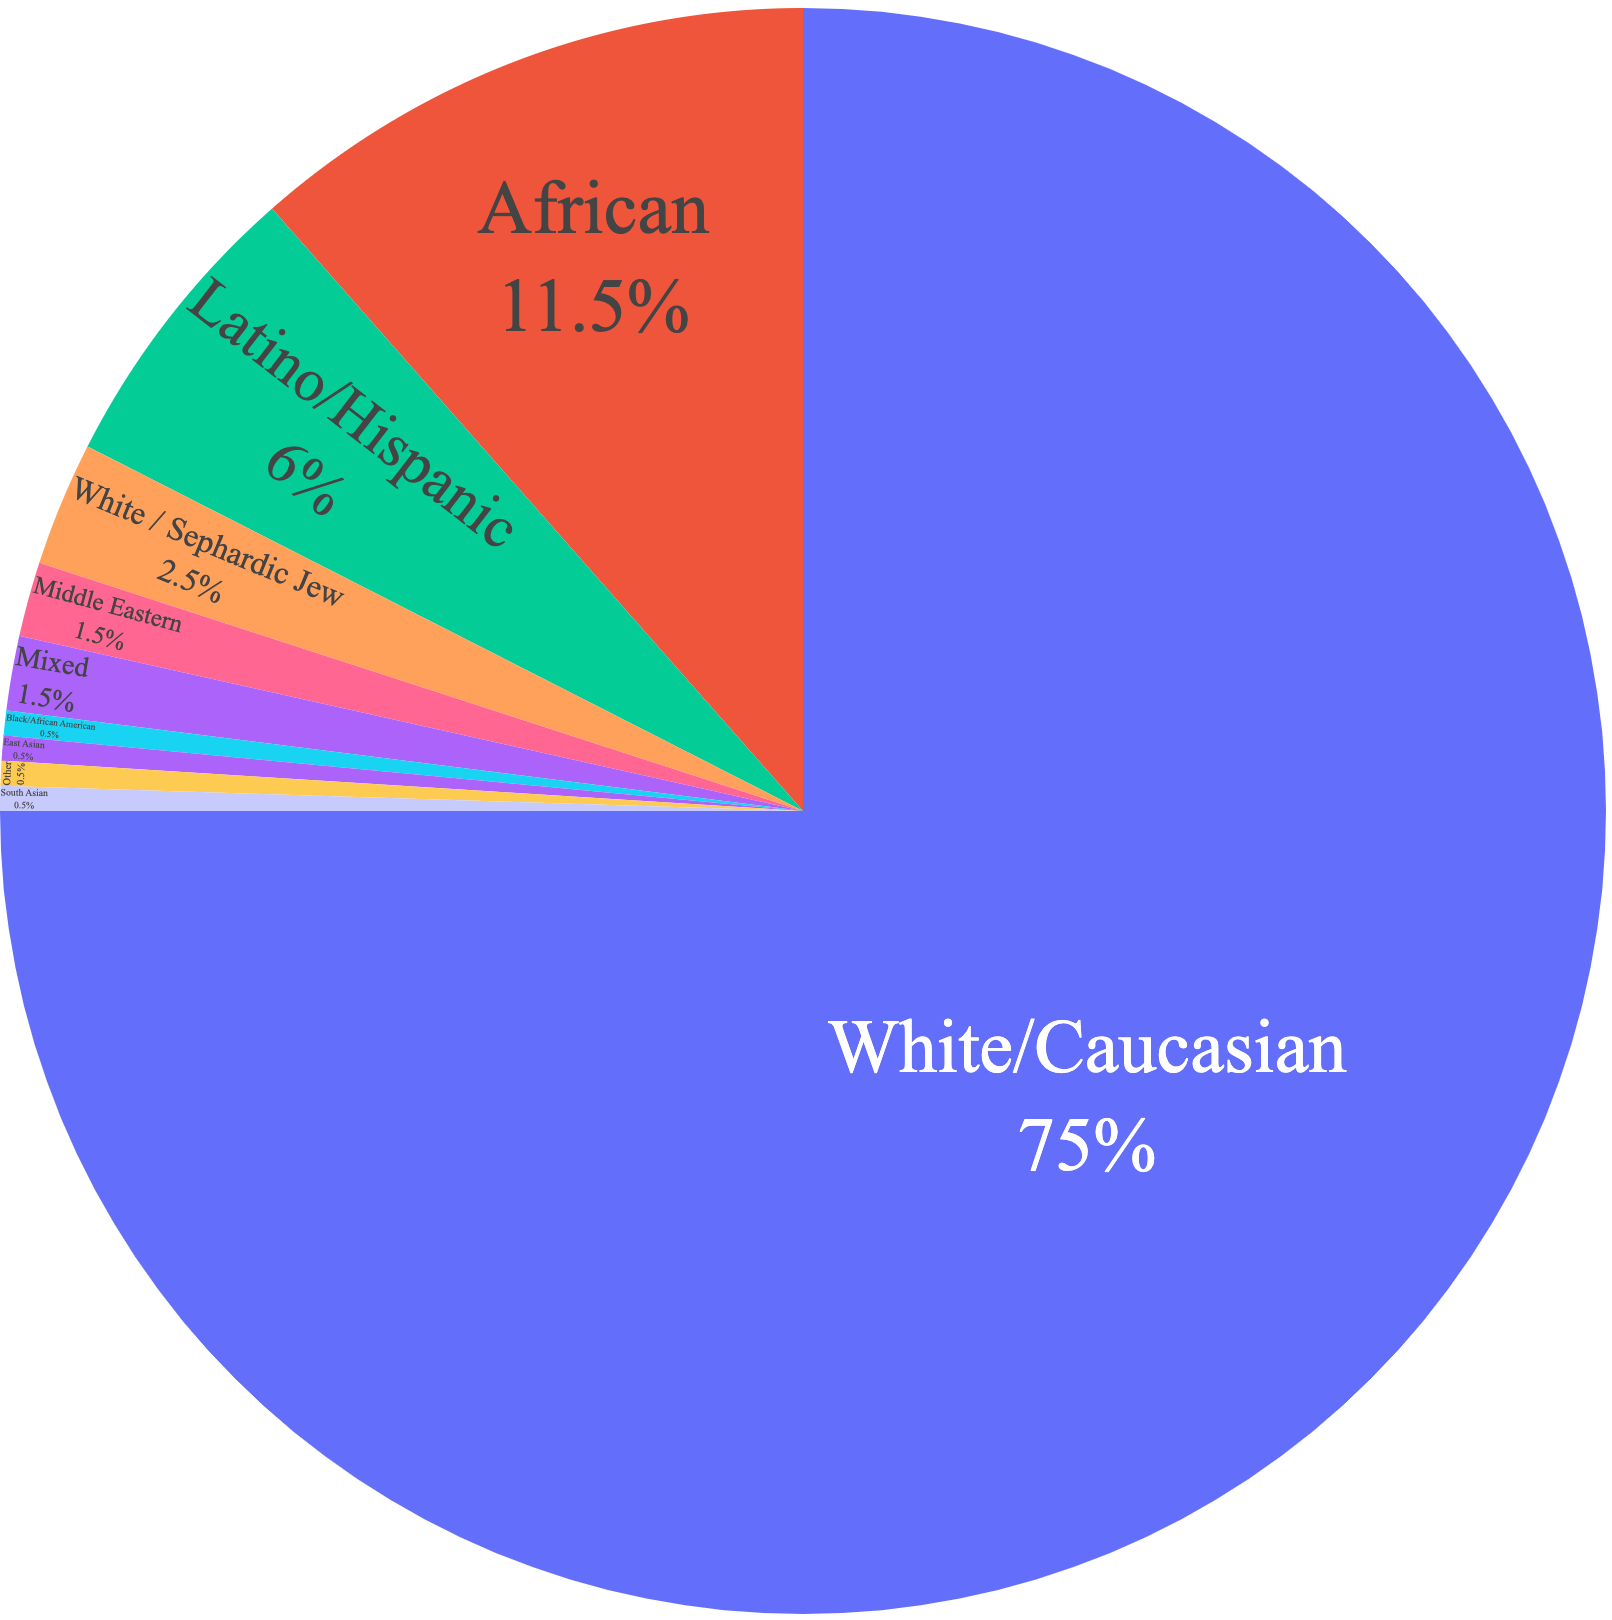 African
11.5%
Latino/Hispanic
6%
White / Sephardic Jew
2.5%
Middle Eastern
1.5%
Mixed
1.5%
Black/African American
0.5%
East Asian
0.5%
Other
0.5%
South Asian
0.5%
White/Caucasian
75%